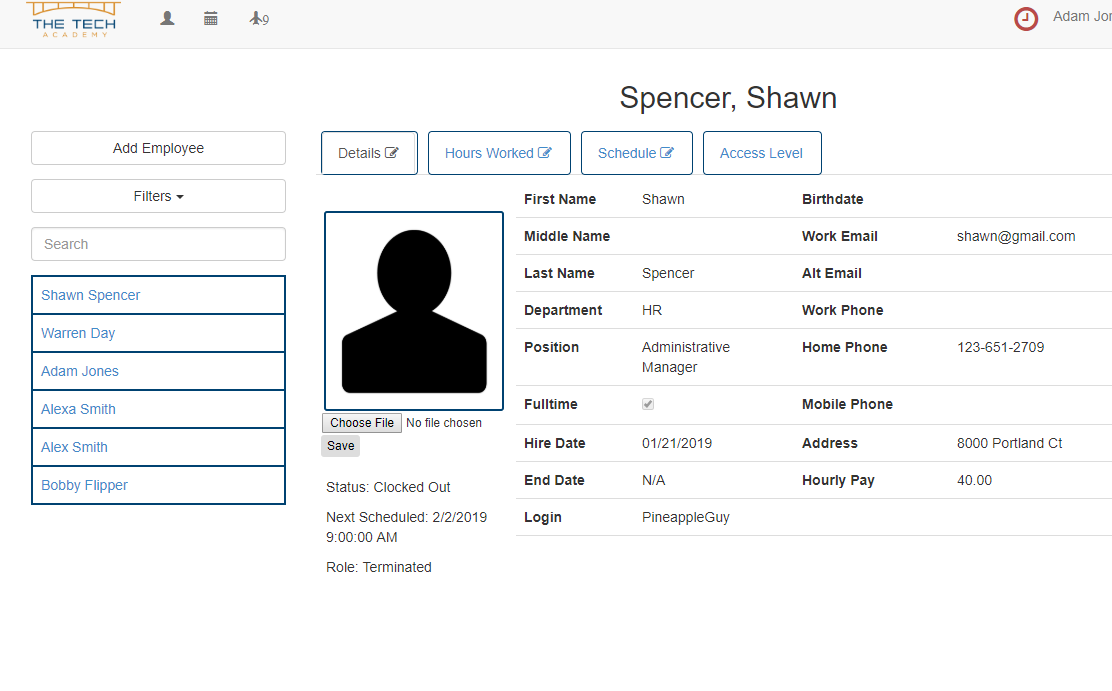 THE TECH
ACADEMY
9
Adam Jon
Spencer, Shawn
Add Employee
Filters
Search
Shawn Spencer
Warren Day
Adam Jones
Alexa Smith
Alex Smith
Bobby Flipper
Details
Hours Worked
Schedule
Access Level
Choose File No file chosen
Save
Status: Clocked Out
Next Scheduled: 2/2/2019
9:00:00 AM
Role: Terminated
First Name Shawn Birthdate
Middle Name Work Email shawn@gmail.com
Last Name Spencer Alt Email
Department HR Work Phone
Position Administrative Home Phone 123-651-2709
Manager
Fulltime Mobile Phone
Hire Date 01/21/2019 Address 8000 Portland Ct
End Date N/A Hourly Pay 40.00
Login PineappleGuy